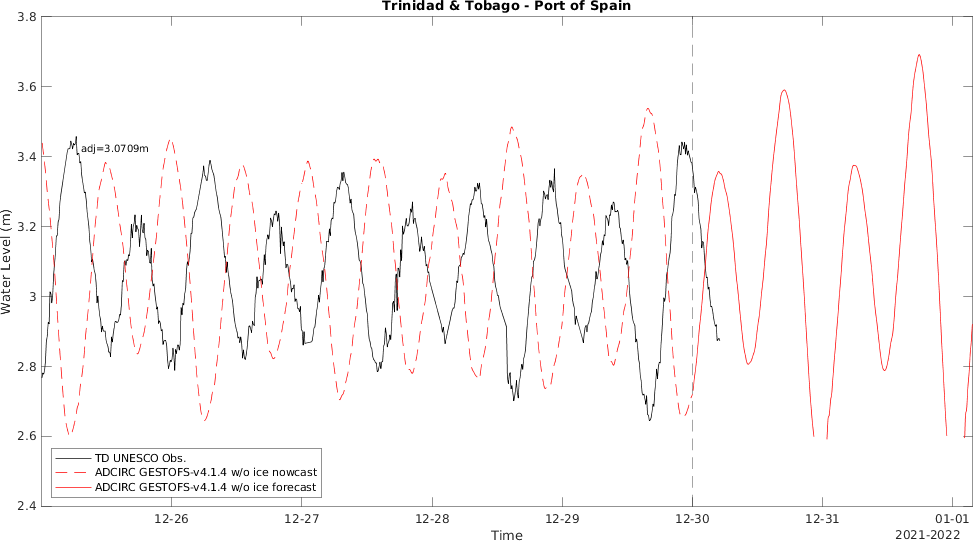 Trinidad & Tobago - Port of Spain
3.8
3.6
3.4
3.2
3
2.8
2.6
2.4
Water Level (m)
adj=3.0709m
TD UNESCO Obs.
ADCIRC GESTOFS-v4.1.4 w/o ice nowcast
ADCIRC GESTOFS-v4.1.4 w/o ice forecast
12-26 12-27 12-28 12-29 12-30 12-31 01-01
Time
2021-2022